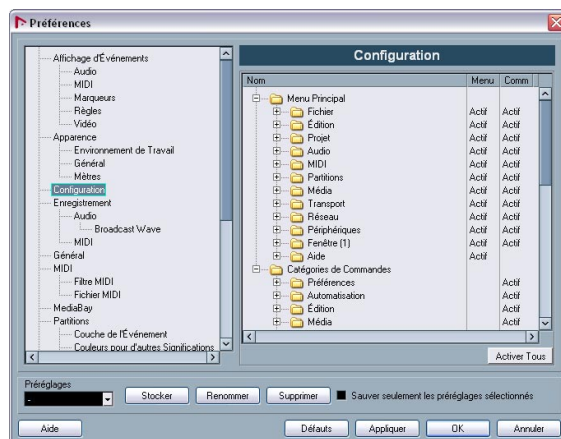 Préférences
Affichage d'Événements
Audio
MIDI
Marqueurs
Règles
Vidéo
Apparence
Environnement de Travail
Général
Mètres
Configuration
Enregistrement
Audio
Broadcast Wave
MIDI
Général
MIDI
Filtre MIDI
Fichier MIDI
MediaBay
Partitions
Couche de l'Événement
Couleurs pour d'autres Significations
Configuration
Nom Menu Comm
Menu Principal
Fichier Actif Actif
Édition Actif Actif
Projet Actif Actif
Audio Actif Actif
MIDI Actif Actif
Partitions Actif Actif
Média Actif Actif
Transport Actif Actif
Réseau Actif Actif
Périphériques Actif Actif
Fenêtre (1) Actif Actif
Aide Actif
Catégories de Commandes
Préférences Actif
Automatisation Actif
Édition Actif
Média Actif
Activer Tous
Préréglages
-
Stocker Renommer Supprimer Sauver seulement les préréglages sélectionnés
Aide Défauts Appliquer OK Annuler